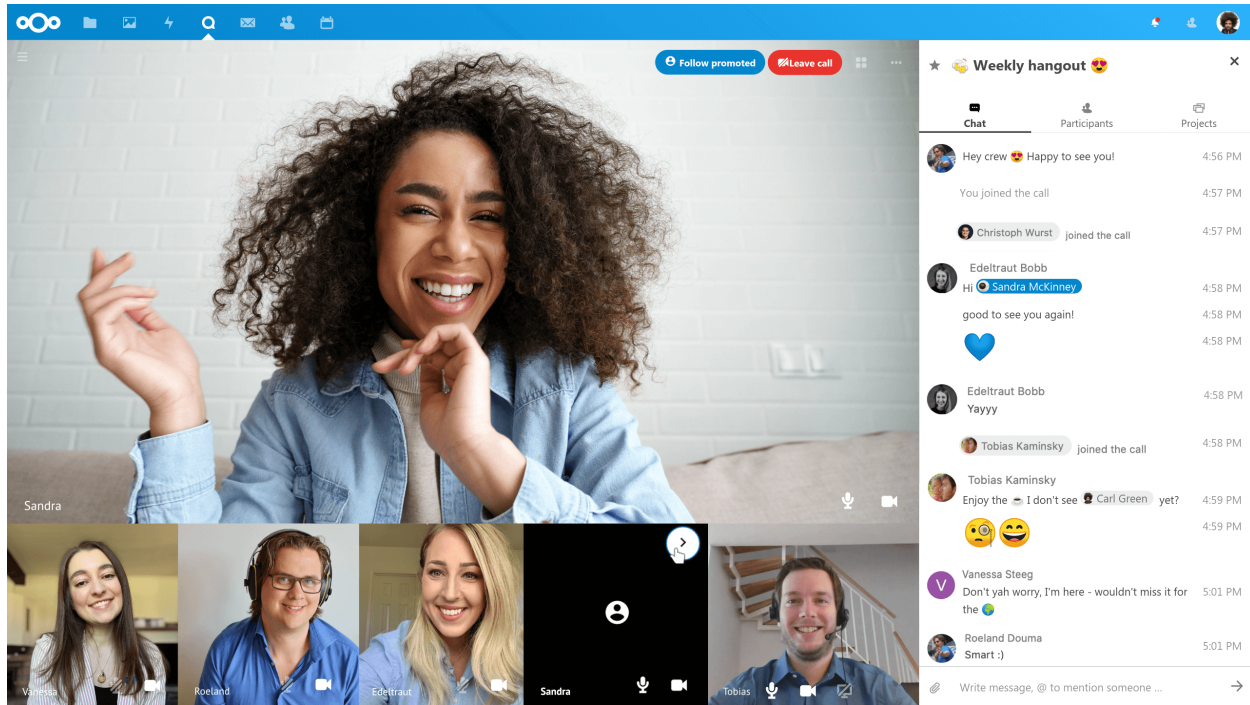 Follow promoted
Leave call
Sandra
Vanessa
Roeland
Edeltraut
Sandra
Tobias
Weekly hangout 😍
Chat
Participants
Projects
Hey crew 😍 Happy to see you! 4:56 PM
You joined the call 4:57 PM
Christoph Wurst joined the call 4:57 PM
Edeltraut Bobb
Hi Sandra McKinney 4:58 PM
good to see you again! 4:58 PM
💙 4:58 PM
Edeltraut Bobb 4:58 PM
Yayyy
Tobias Kaminsky joined the call 4:58 PM
Tobias Kaminsky
Enjoy the ☕ I don't see Carl Green yet? 4:59 PM
🧐😄 4:59 PM
V
Vanessa Steeg
Don't yah worry, I'm here - wouldn't miss it for 5:01 PM
the 🌍
Roeland Douma
Smart :) 5:01 PM
Write message, @ to mention someone ...